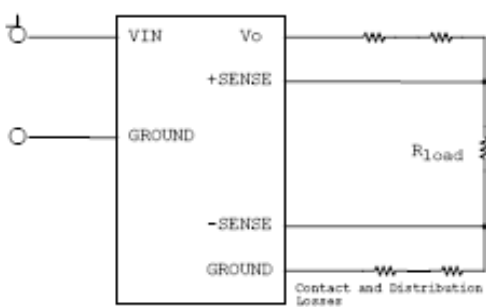 VIN
Vo
+SENSE
GROUND
Rload
-SENSE
GROUND
Contact and Distribution
Losses